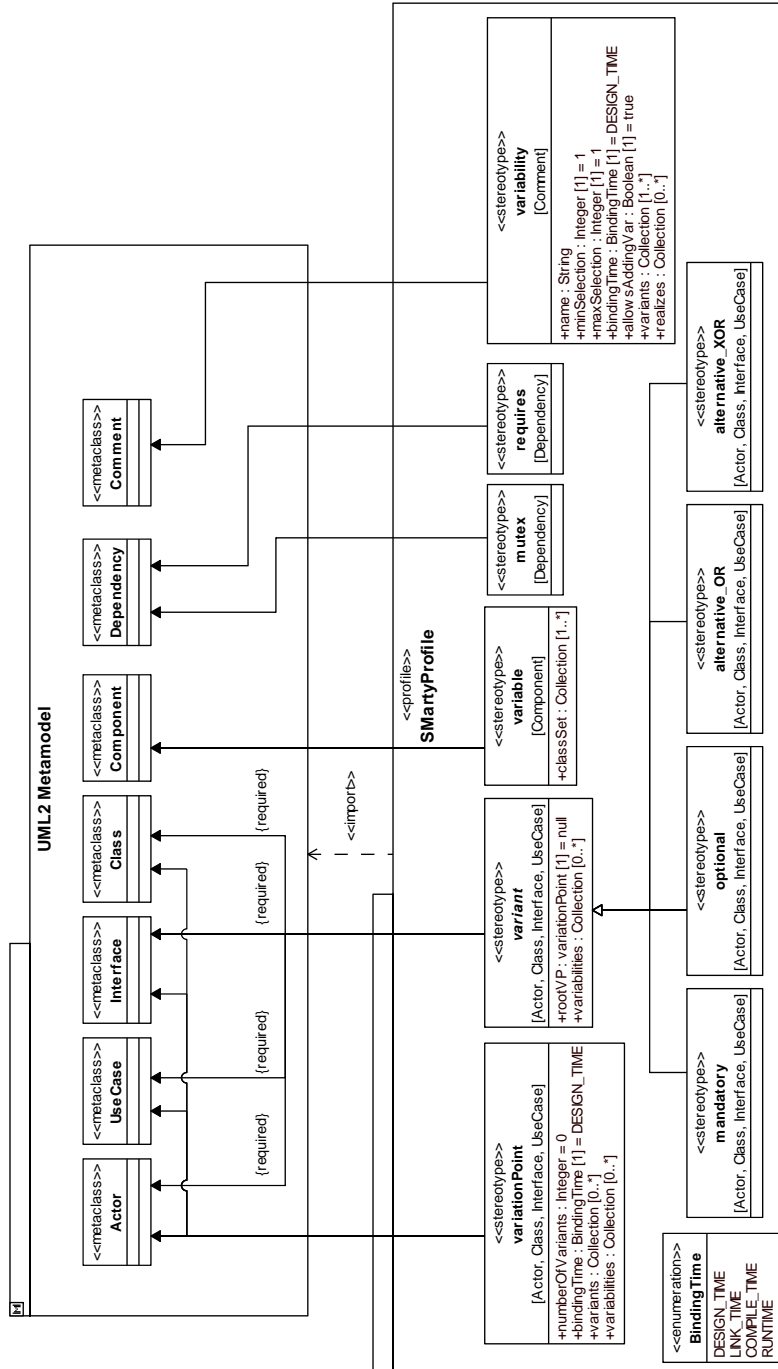 UML2 Metamodel
<<metaclass>>
Actor
<<metaclass>>
UseCase
<<metaclass>>
Interface
<<metaclass>>
Class
<<metaclass>>
Component
<<metaclass>>
Dependency
<<metaclass>>
Comment
{required}
{required}
{required}
{required}
<<import>>
<<profile>>
SMartyProfile
<<stereotype>>
variationPoint
[Actor, Class, Interface, UseCase]
+numberOfVariants : Integer = 0
+bindingTime : BindingTime [1] = DESIGN_TIME
+variants : Collection [0..*]
+variabilities : Collection [0..*]
<<stereotype>>
variant
[Actor, Class, Interface, UseCase]
+rootVP : variationPoint [1] = null
+variabilities : Collection [0..*]
<<stereotype>>
variable
[Component]
+classSet : Collection [1..*]
<<stereotype>>
mutex
[Dependency]
<<stereotype>>
requires
[Dependency]
<<stereotype>>
variability
[Comment]
+name : String
+minSelection : Integer [1] = 1
+maxSelection : Integer [1] = 1
+bindingTime : BindingTime [1] = DESIGN_TIME
+allowsAddingVar : Boolean [1] = true
+variants : Collection [1..*]
+realizes : Collection [0..*]
<<enumeration>>
BindingTime
DESIGN_TIME
LINK_TIME
COMPILE_TIME
RUNTIME
<<stereotype>>
mandatory
[Actor, Class, Interface, UseCase]
<<stereotype>>
optional
[Actor, Class, Interface, UseCase]
<<stereotype>>
alternative_OR
[Actor, Class, Interface, UseCase]
<<stereotype>>
alternative_XOR
[Actor, Class, Interface, UseCase]